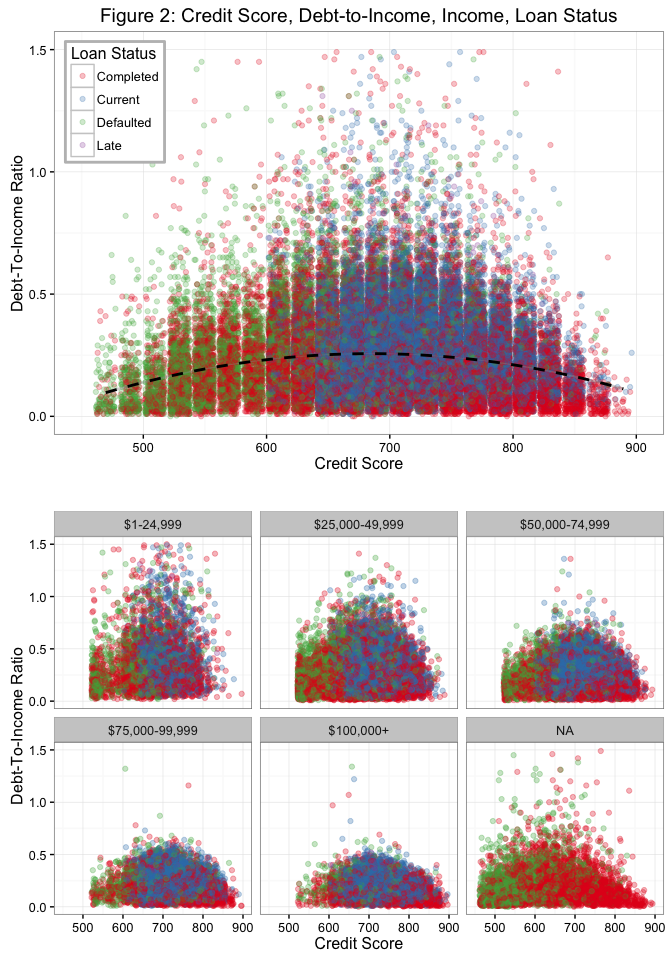 Figure 2: Credit Score, Debt-to-Income, Income, Loan Status
Loan Status
Completed
Current
Defaulted
Late
Debt-To-Income Ratio
1.5
1.0
0.5
0.0
500 600 700 800 900
Credit Score
$1-24,999 $25,000-49,999 $50,000-74,999
1.5
1.0
0.5
0.0
Debt-To-Income Ratio
$75,000-99,999 $100,000+ NA
1.5
1.0
0.5
0.0
500 600 700 800 900 500 600 700 800 900 500 600 700 800 900
Credit Score